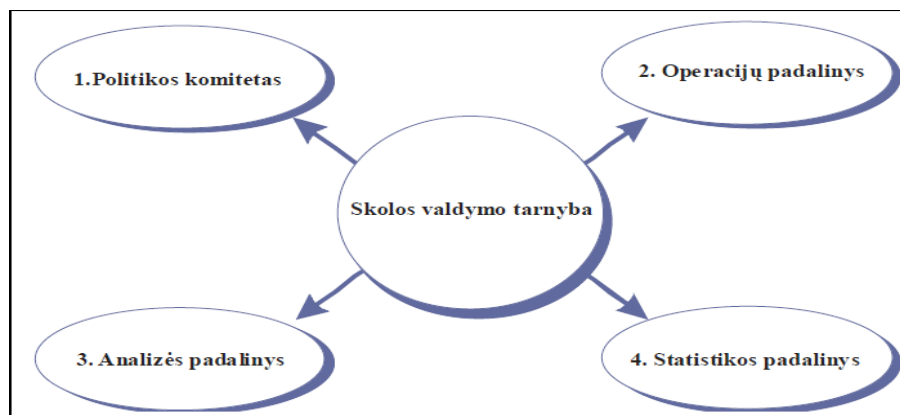 1.Politikos komitetas
2. Operacijų padalinys
Skolos valdymo tarnyba
3. Analizės padalinys
4. Statistikos padalinys